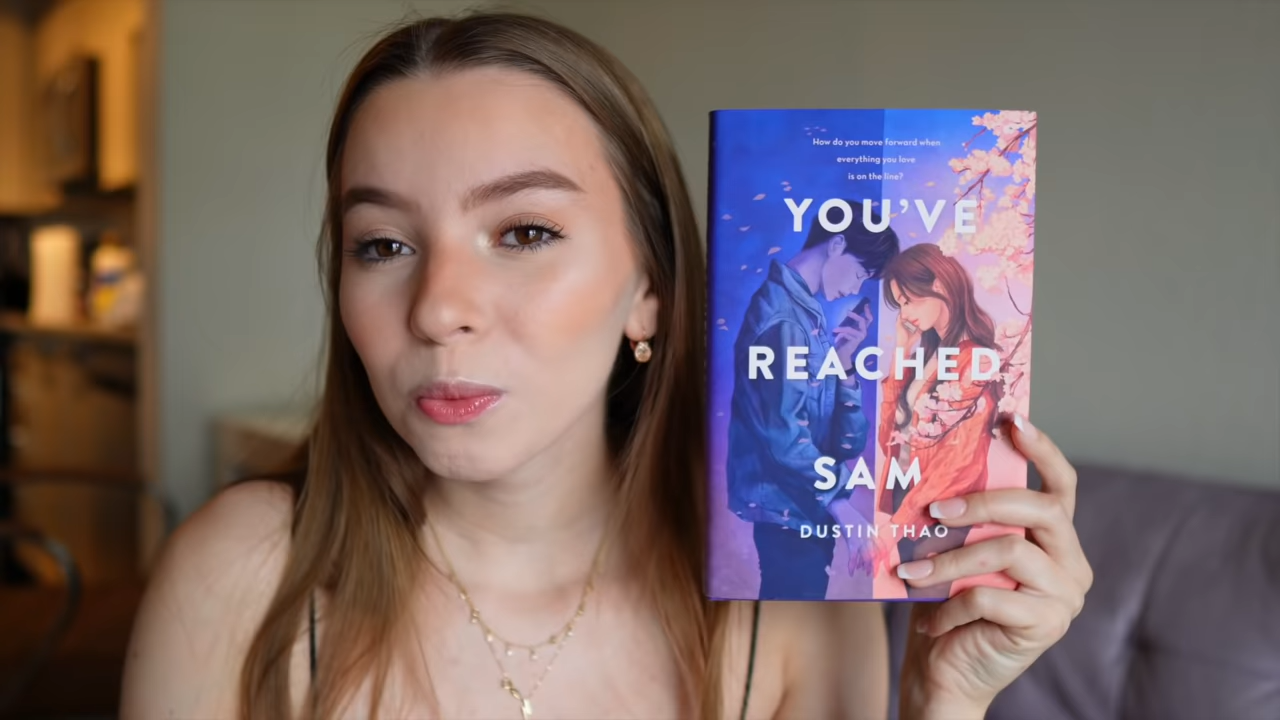 How do you move forward when
everything you love
is on the line?
YOU'VE
REACHED
SAM
DUSTIN THAO